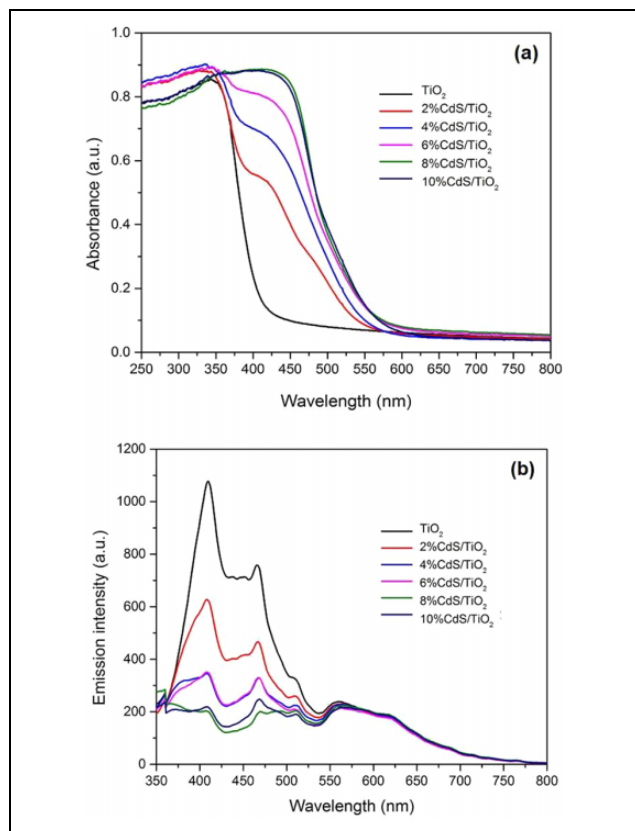 (a)
1.0
0.8
0.6
0.4
0.2
0.0
Absorbance (a.u.)
TiO₂
2%CdS/TiO₂
4%CdS/TiO₂
6%CdS/TiO₂
8%CdS/TiO₂
10%CdS/TiO₂
250 300 350 400 450 500 550 600 650 700 750 800
Wavelength (nm)
(b)
1200
1000
800
600
400
200
0
Emission intensity (a.u.)
TiO₂
2%CdS/TiO₂
4%CdS/TiO₂
6%CdS/TiO₂
8%CdS/TiO₂
10%CdS/TiO₂
350 400 450 500 550 600 650 700 750 800
Wavelength (nm)